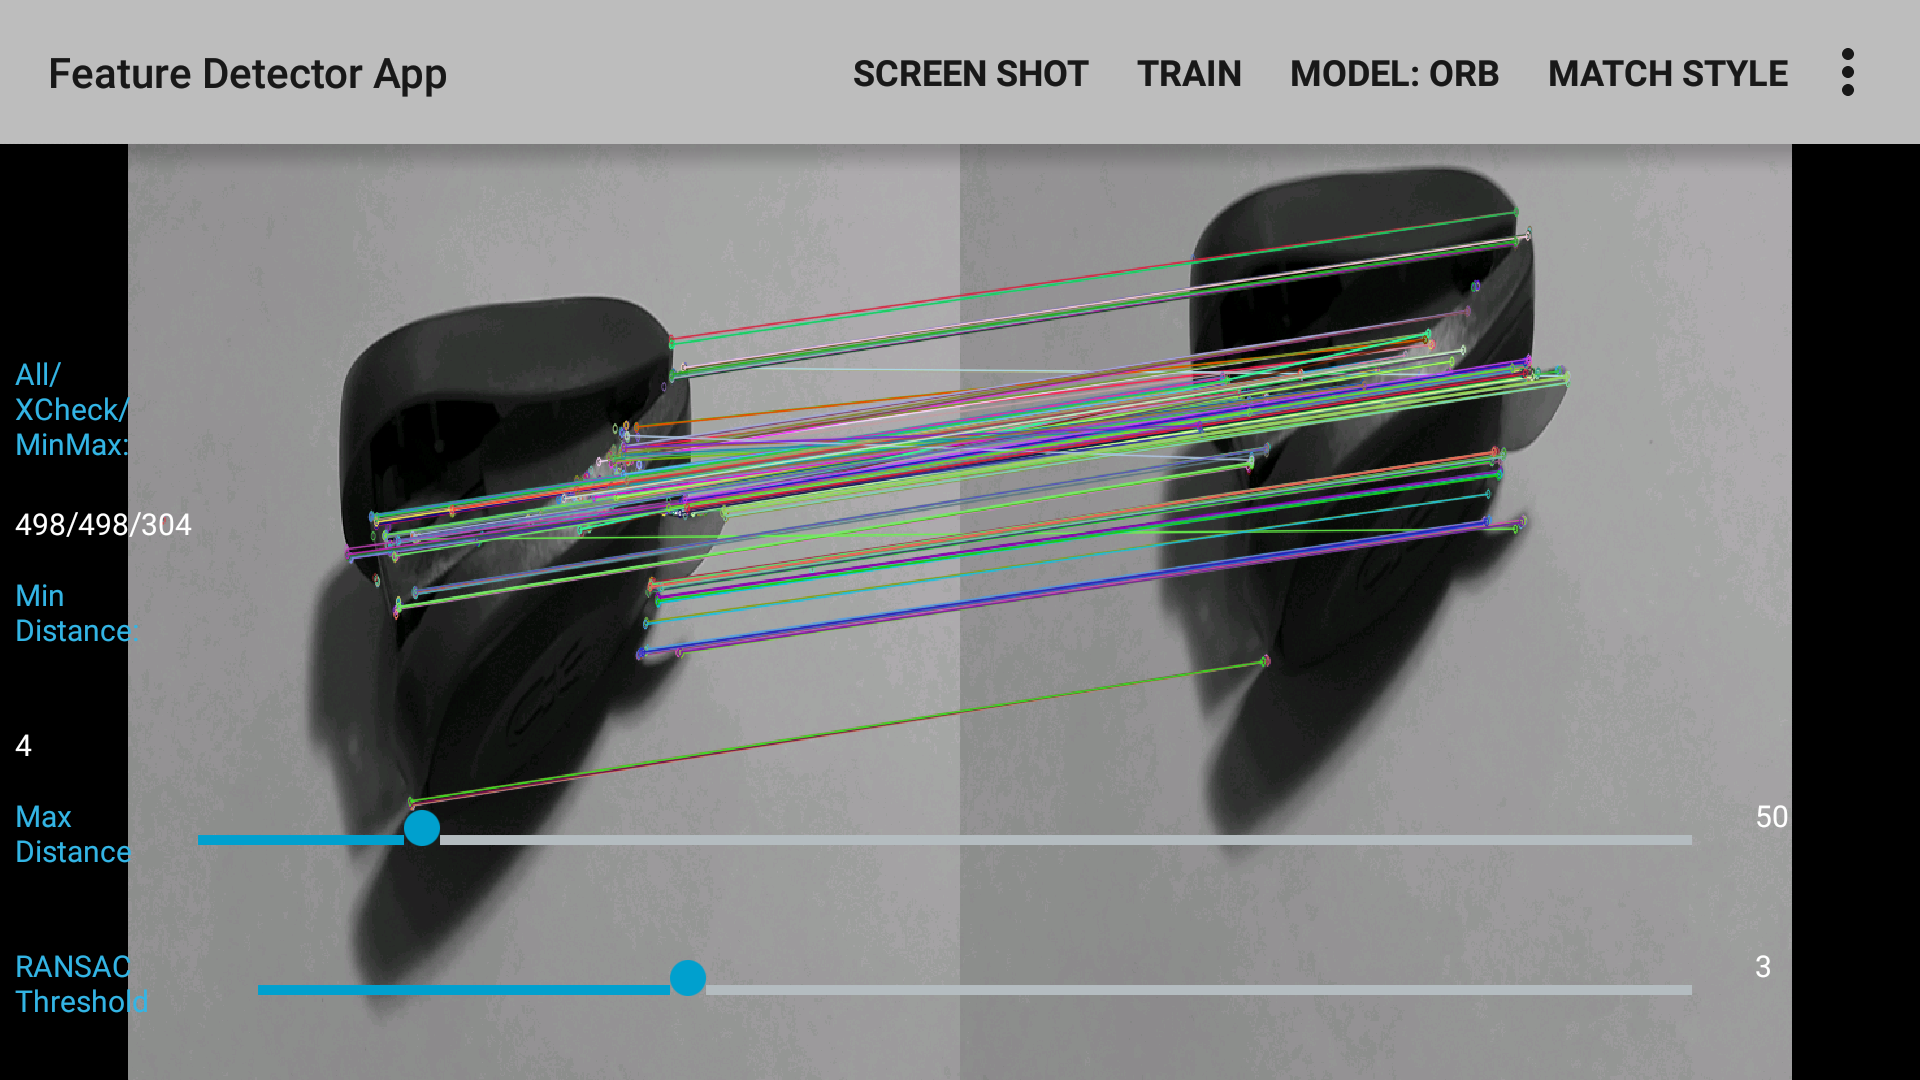 Feature Detector App
SCREEN SHOT
TRAIN
MODEL: ORB
MATCH STYLE
All/
XCheck/
MinMax:
498/498/304
Min
Distance:
4
Max
Distance
50
RANSAC
Threshold
3